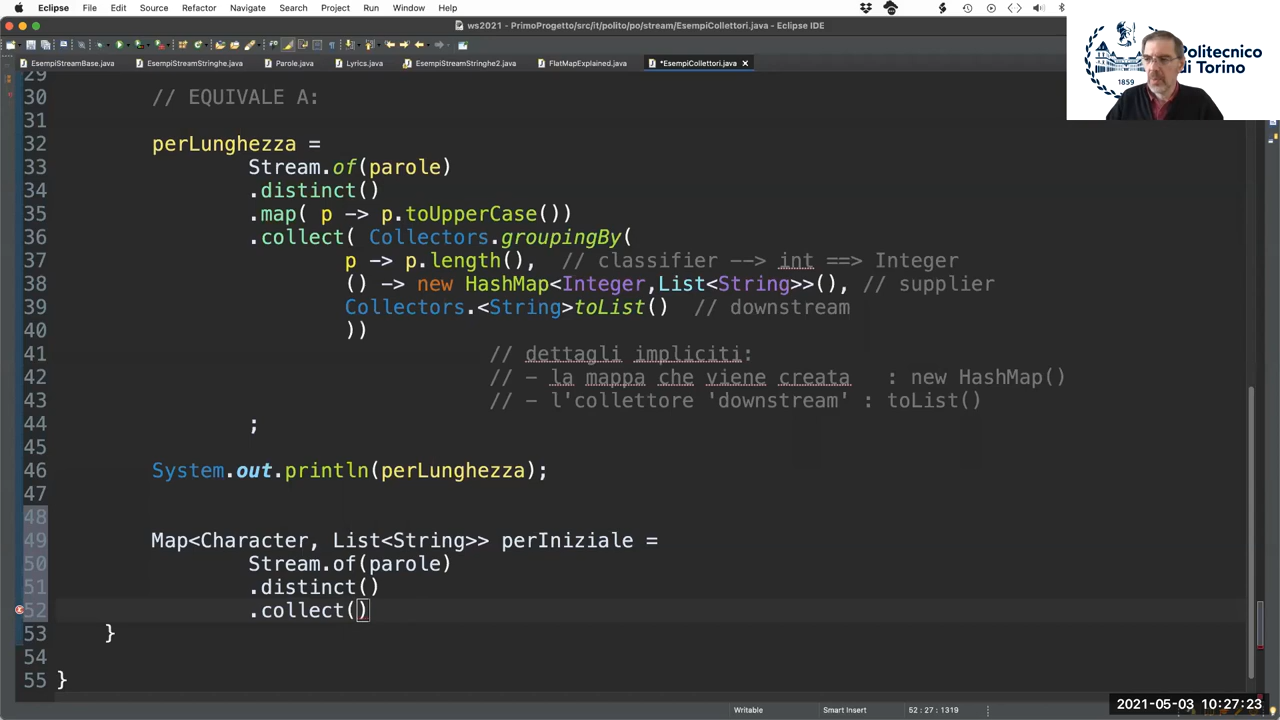 Eclipse File Edit Source Refactor Navigate Search Project Run Window Help
ws2021 - PrimoProgetto/src/it/polito/po/stream/EsempiCollettori.java - Eclipse IDE
EsempiStreamBase.java EsempiStreamStringhe.java Parole.java Lyrics.java EsempiStreamStringhe2.java FlatMapExplained.java *EsempiCollettori.java
Politecnico
di Torino
1859
29
30 // EQUIVALE A:
31
32 perLunghezza =
33 Stream.of(parole)
34 .distinct()
35 .map( p -> p.toUpperCase())
36 .collect( Collectors.groupingBy(
37 p -> p.length(), // classifier --> int ==> Integer
38 () -> new HashMap<Integer,List<String>>(), // supplier
39 Collectors.<String>toList() // downstream
40 ))
41 // dettagli impliciti:
42 // - la mappa che viene creata : new HashMap()
43 // - l'collettore 'downstream' : toList()
44 ;
45
46 System.out.println(perLunghezza);
47
48
49 Map<Character, List<String>> perIniziale =
50 Stream.of(parole)
51 .distinct()
52 .collect()
53 }
54
55 }
Writable Smart Insert 52 : 27 : 1319
2021-05-03 10:27:23